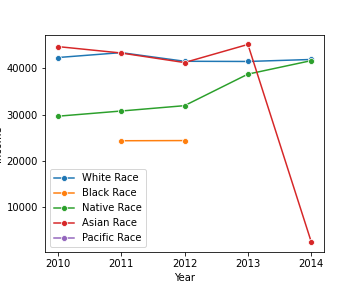 40000
30000
20000
10000
White Race
Black Race
Native Race
Asian Race
Pacific Race
2010 2011 2012 2013 2014
Year